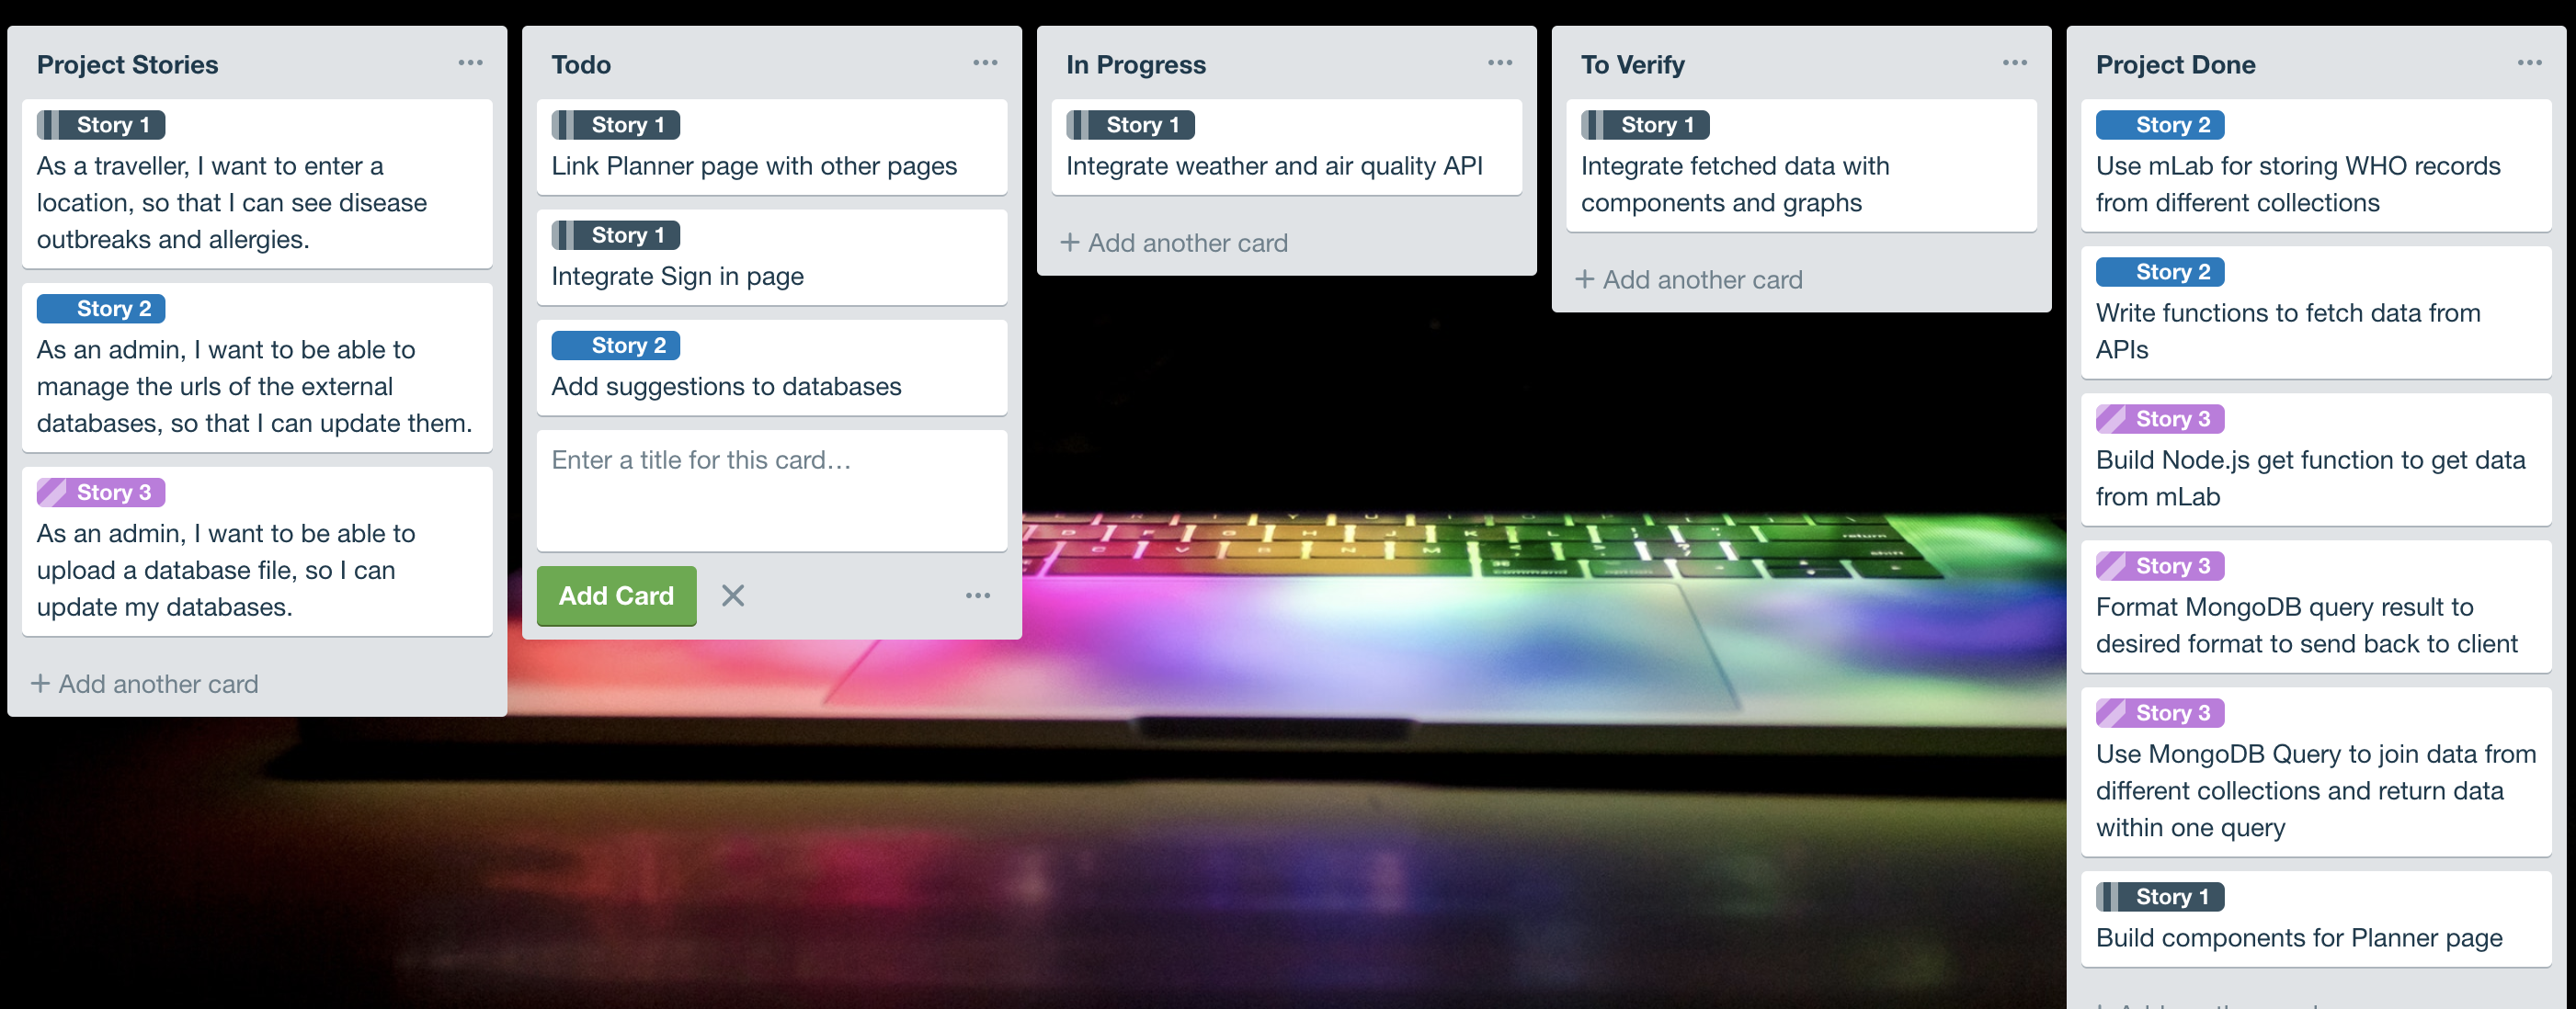 Project Stories
Story 1
As a traveller, I want to enter a
location, so that I can see disease
outbreaks and allergies.
Story 2
As an admin, I want to be able to
manage the urls of the external
databases, so that I can update them.
Story 3
As an admin, I want to be able to
upload a database file, so I can
update my databases.
+ Add another card
Todo
Story 1
Link Planner page with other pages
Story 1
Integrate Sign in page
Story 2
Add suggestions to databases
Enter a title for this card…
Add Card
In Progress
Story 1
Integrate weather and air quality API
+ Add another card
To Verify
Story 1
Integrate fetched data with
components and graphs
+ Add another card
Project Done
Story 2
Use mLab for storing WHO records
from different collections
Story 2
Write functions to fetch data from
APIs
Story 3
Build Node.js get function to get data
from mLab
Story 3
Format MongoDB query result to
desired format to send back to client
Story 3
Use MongoDB Query to join data from
different collections and return data
within one query
Story 1
Build components for Planner page